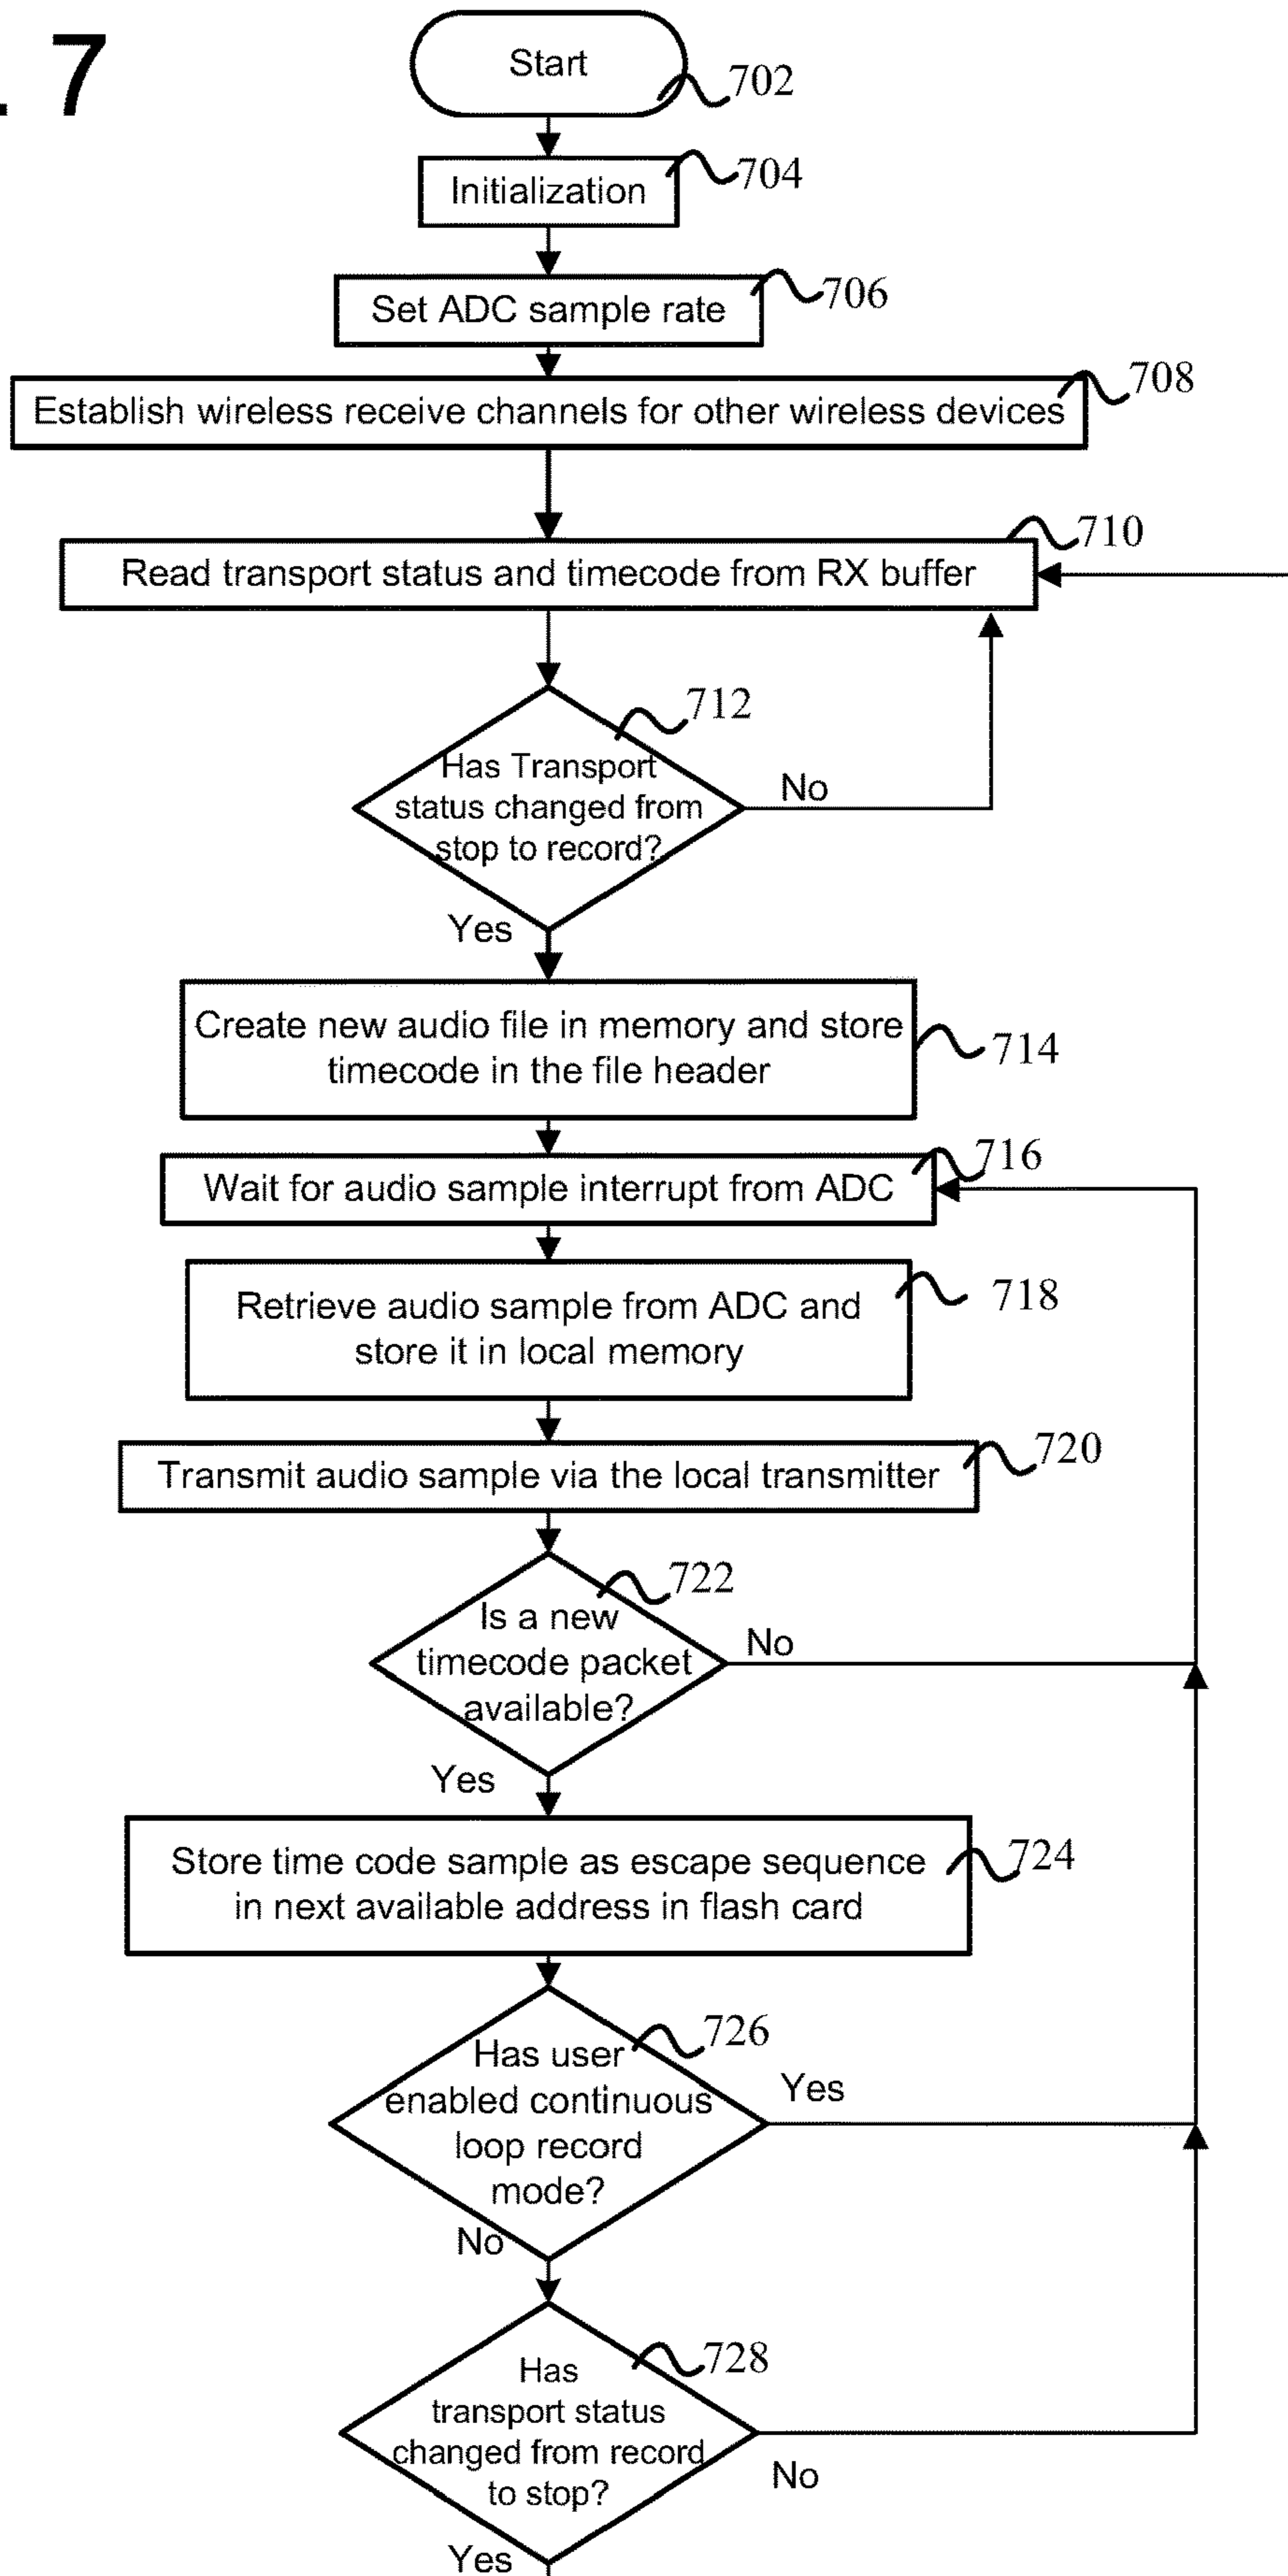 . 7
Start
702
Initialization
704
Set ADC sample rate
706
Establish wireless receive channels for other wireless devices
708
Read transport status and timecode from RX buffer
710
Has Transport
status changed from
stop to record?
712
No
Yes
Create new audio file in memory and store
timecode in the file header
714
Wait for audio sample interrupt from ADC
716
Retrieve audio sample from ADC and
store it in local memory
718
Transmit audio sample via the local transmitter
720
Is a new
timecode packet
available?
722
No
Yes
Store time code sample as escape sequence
in next available address in flash card
724
Has user
enabled continuous
loop record
mode?
726
Yes
No
Has
transport status
changed from record
to stop?
728
No
Yes